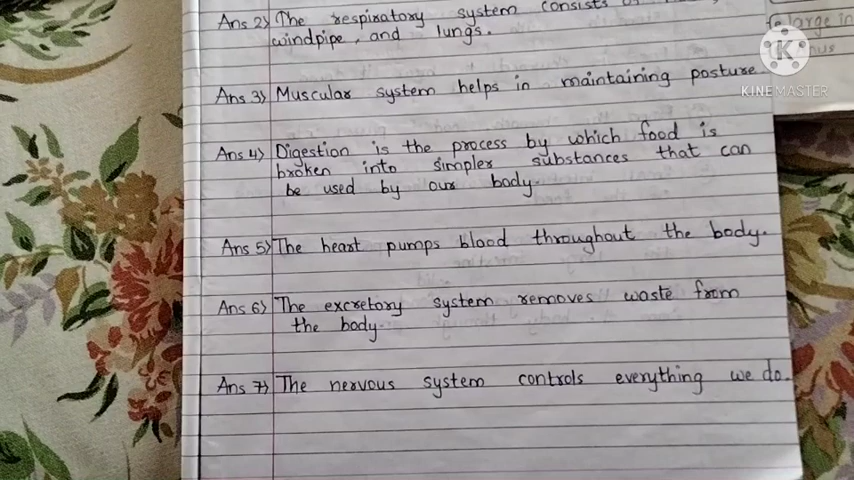 Ans 2) The respiratory system consists of
windpipe, and lungs.
Ans 3) Muscular system helps in maintaining posture.
Ans 4) Digestion is the process by which food is
broken into simpler substances that can
be used by our body.
Ans 5) The heart pumps blood throughout the body.
Ans 6) The excretory system removes waste from
the body.
Ans 7) The nervous system controls everything we do.
large in
K
KINEMASTER